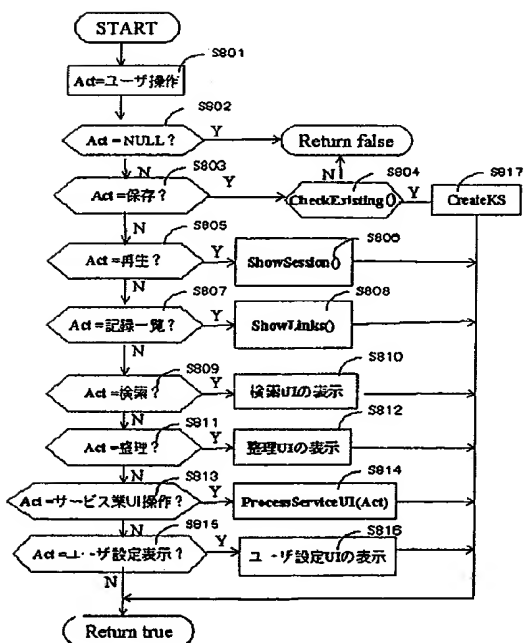 START
S801
Act=ユーザ操作
S802
Act=NULL?
Y
Return false
N
S803
N
S804
S817
Act=保存?
Y
CheckExisting()
Y
CreateKS
N
S805
S806
Act=再生?
Y
ShowSession()
N
S807
S808
Act=記録一覧?
Y
ShowLinks()
N
S809
S810
Act=検索?
Y
検索UIの表示
N
S811
S812
Act=整理?
Y
整理UIの表示
N
S813
S814
Act=サービス業UI操作?
Y
ProcessServiceUI(Act)
N
S815
S816
Act=ユーザ設定表示?
Y
ユーザ設定UIの表示
N
Return true